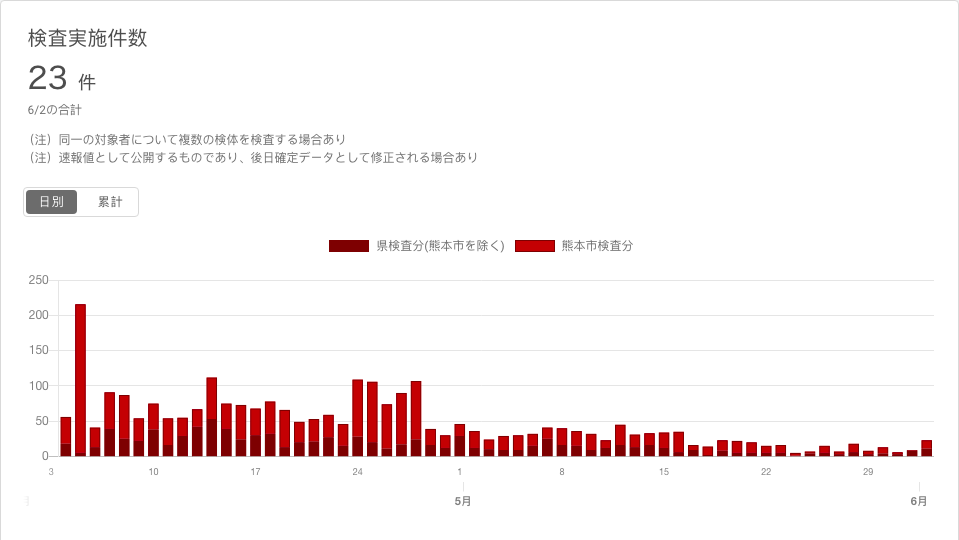 検査実施件数
23 件
6/2の合計
（注）同一の対象者について複数の検体を検査する場合あり
（注）速報値として公開するものであり、後日確定データとして修正される場合あり
日別 累計
県検査分(熊本市を除く) 熊本市検査分
250
200
150
100
50
0
3 10 17 24 1 8 15 22 29
5月 6月